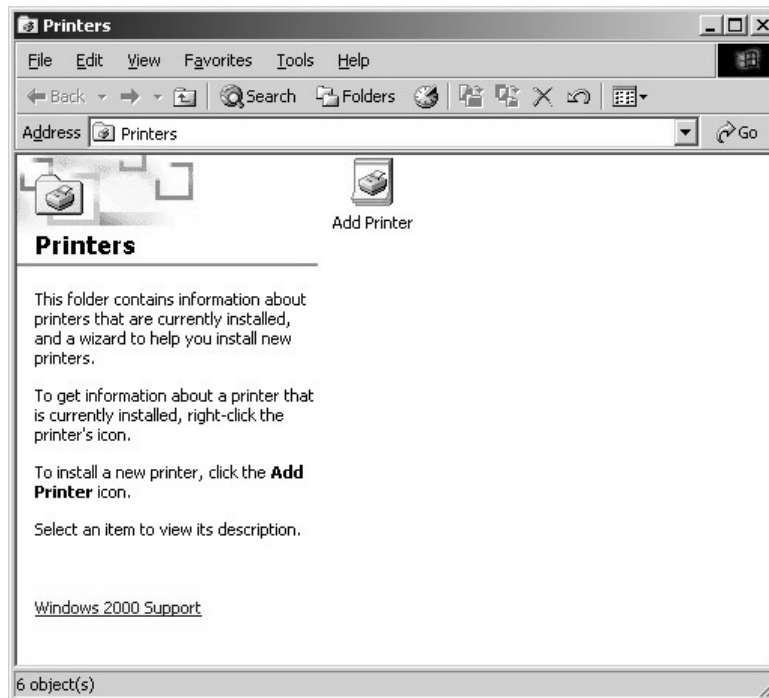 Printers
File Edit View Favorites Tools Help
Back Search Folders
Address Printers Go
Add Printer
Printers
This folder contains information about
printers that are currently installed,
and a wizard to help you install new
printers.
To get information about a printer that
is currently installed, right-click the
printer's icon.
To install a new printer, click the Add
Printer icon.
Select an item to view its description.
Windows 2000 Support
6 object(s)